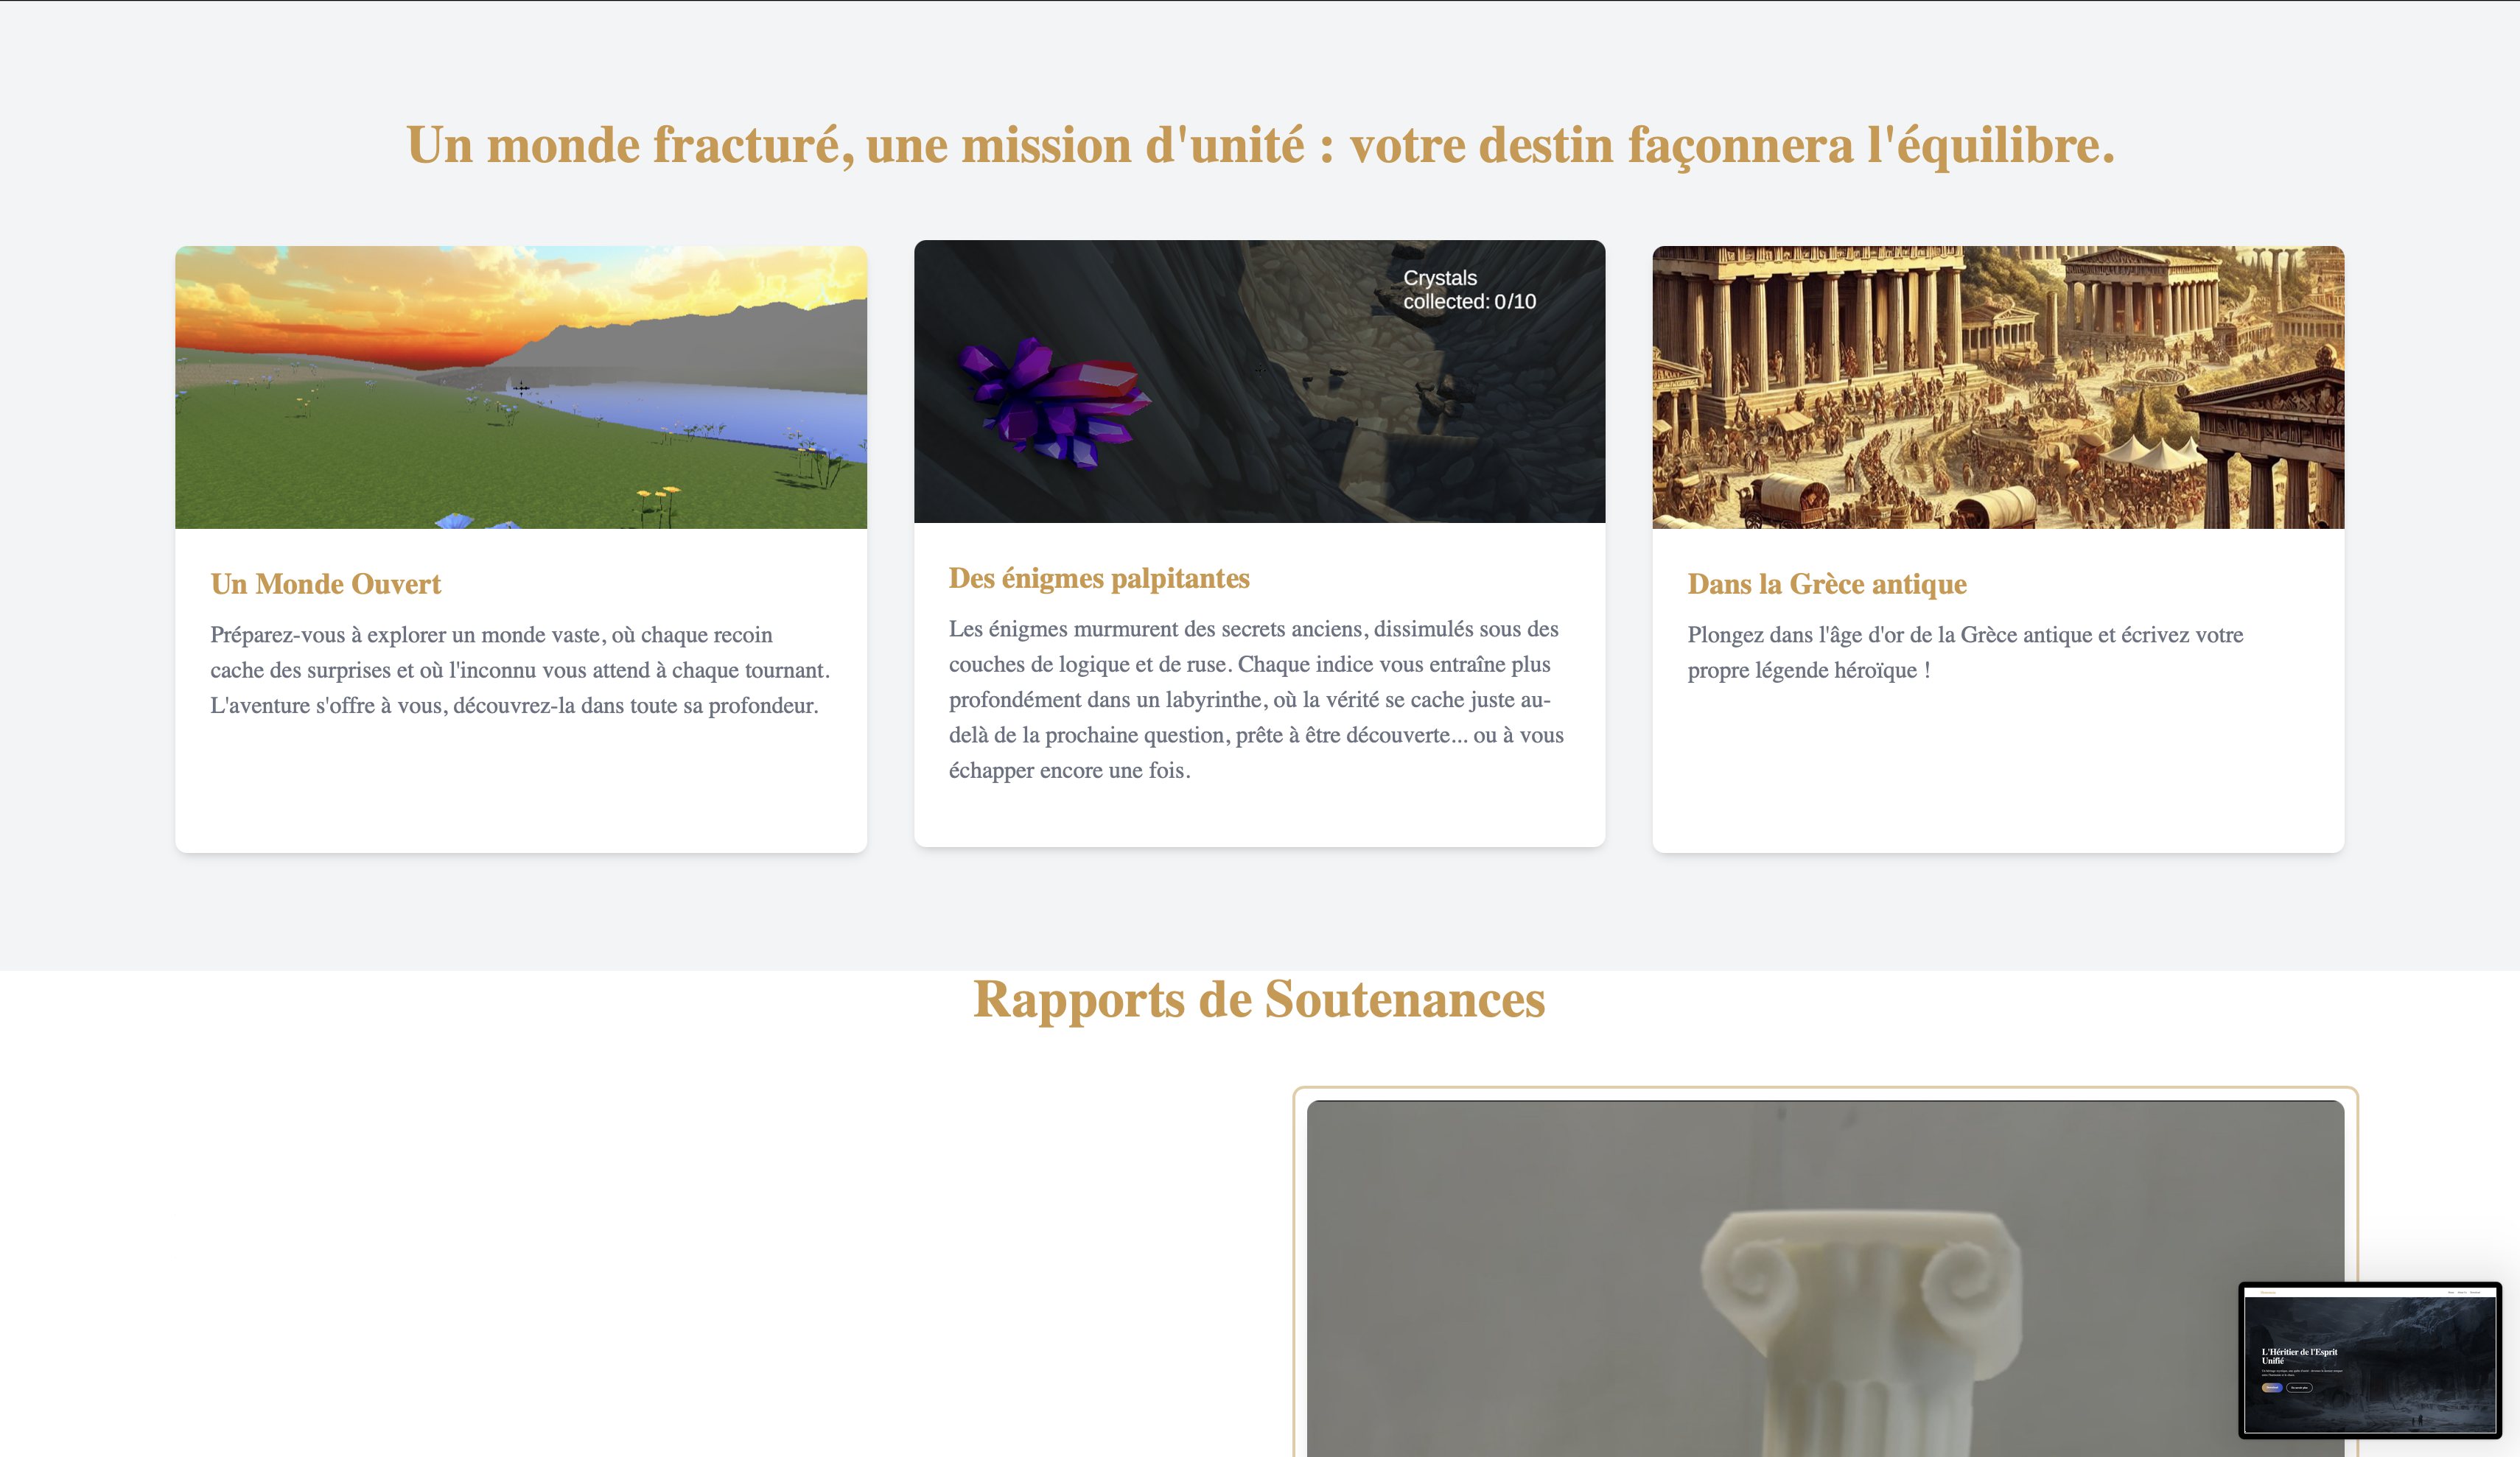 Un monde fracturé, une mission d'unité : votre destin façonnera l'équilibre.
Crystals
collected: 0/10
Un Monde Ouvert
Préparez-vous à explorer un monde vaste, où chaque recoin
cache des surprises et où l'inconnu vous attend à chaque tournant.
L'aventure s'offre à vous, découvrez-la dans toute sa profondeur.
Des énigmes palpitantes
Les énigmes murmurent des secrets anciens, dissimulés sous des
couches de logique et de ruse. Chaque indice vous entraîne plus
profondément dans un labyrinthe, où la vérité se cache juste au-
delà de la prochaine question, prête à être découverte... ou à vous
échapper encore une fois.
Dans la Grèce antique
Plongez dans l'âge d'or de la Grèce antique et écrivez votre
propre légende héroïque !
Rapports de Soutenances
L'Héritier de l'Esprit
Unifié